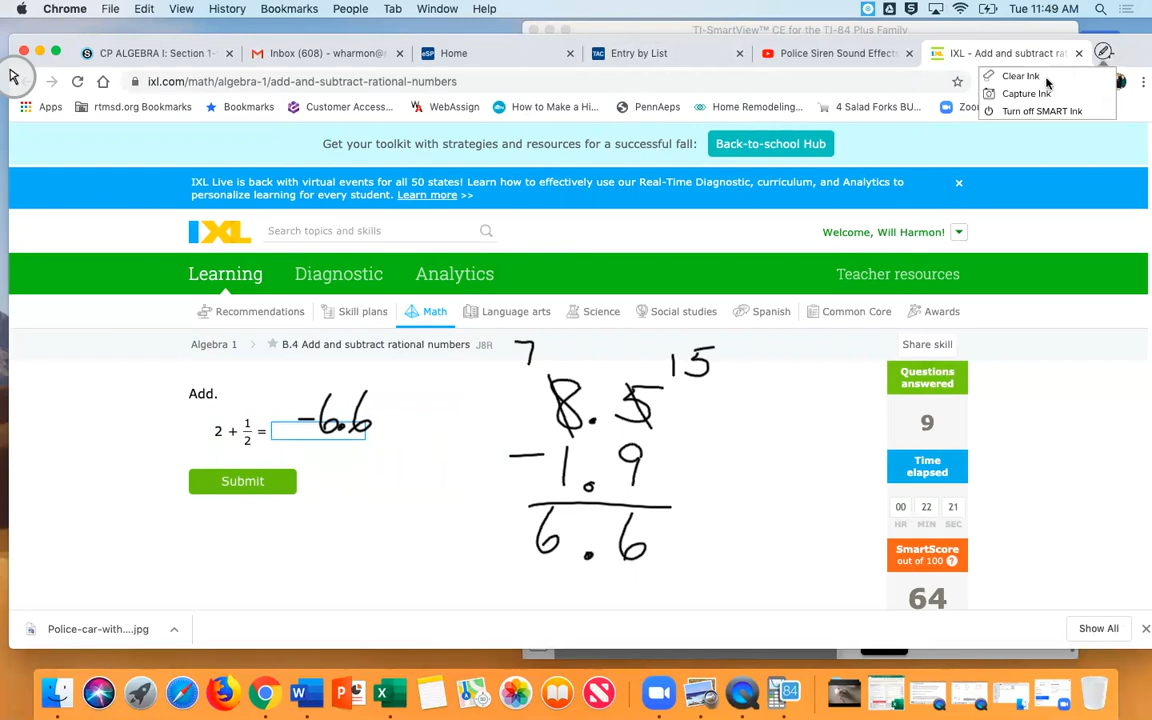 Chrome File Edit View History Bookmarks People Tab Window Help Tue 11:49 AM
TI-SmartView™ CE for the TI-84 Plus Family
CP ALGEBRA I: Section 1- Inbox (608) - wharmon@r Home Entry by List Police Siren Sound Effects IXL - Add and subtract rat
ixl.com/math/algebra-1/add-and-subtract-rational-numbers
Clear Ink
Capture Ink
Turn off SMART Ink
Apps rtmsd.org Bookmarks Bookmarks Customer Access... WebAssign How to Make High... PennAeps Home Remodeling... 4 Salad Forks BU...
Get your toolkit with strategies and resources for a successful fall: Back-to-school Hub
IXL Live is back with virtual events for all 50 states! Learn how to effectively use our Real-Time Diagnostic, curriculum, and Analytics to
personalize learning for every student. Learn more >>
IXL Search topics and skills Welcome, Will Harmon!
Learning Diagnostic Analytics Teacher resources
Recommendations Skill plans Math Language arts Science Social studies Spanish Common Core Awards
Algebra 1 B.4 Add and subtract rational numbers J8R Share skill
7 15
8.5
-1.9
6.6
Add.
2 + 1/2 = -6.6
Submit
Questions
answered
9
Time
elapsed
00 22 21
HR MIN SEC
SmartScore
out of 100 ?
64
Police-car-with....jpg Show All
84